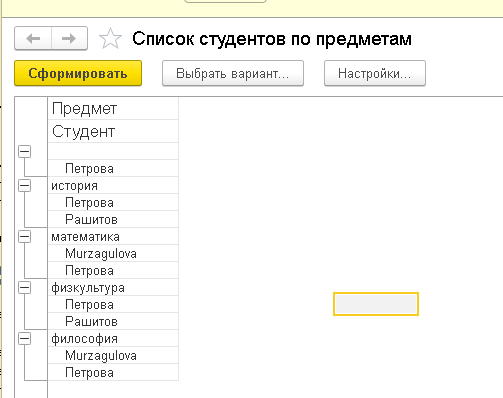 Список студентов по предметам
Сформировать Выбрать вариант... Настройки...
Предмет
Студент
Петрова
история
Петрова
Рашитов
математика
Murzagulova
Петрова
физкультура
Петрова
Рашитов
философия
Murzagulova
Петрова